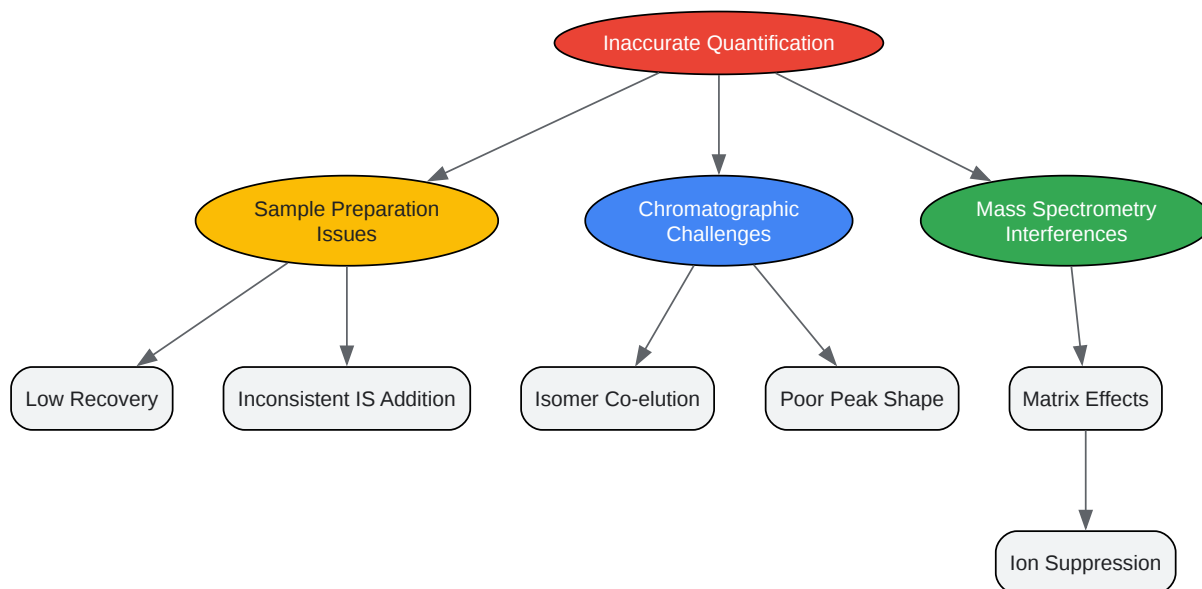 Inaccurate Quantification
Sample Preparation
Issues
Chromatographic
Challenges
Mass Spectrometry
Interferences
Low Recovery
Inconsistent IS Addition
Isomer Co-elution
Poor Peak Shape
Matrix Effects
Ion Suppression